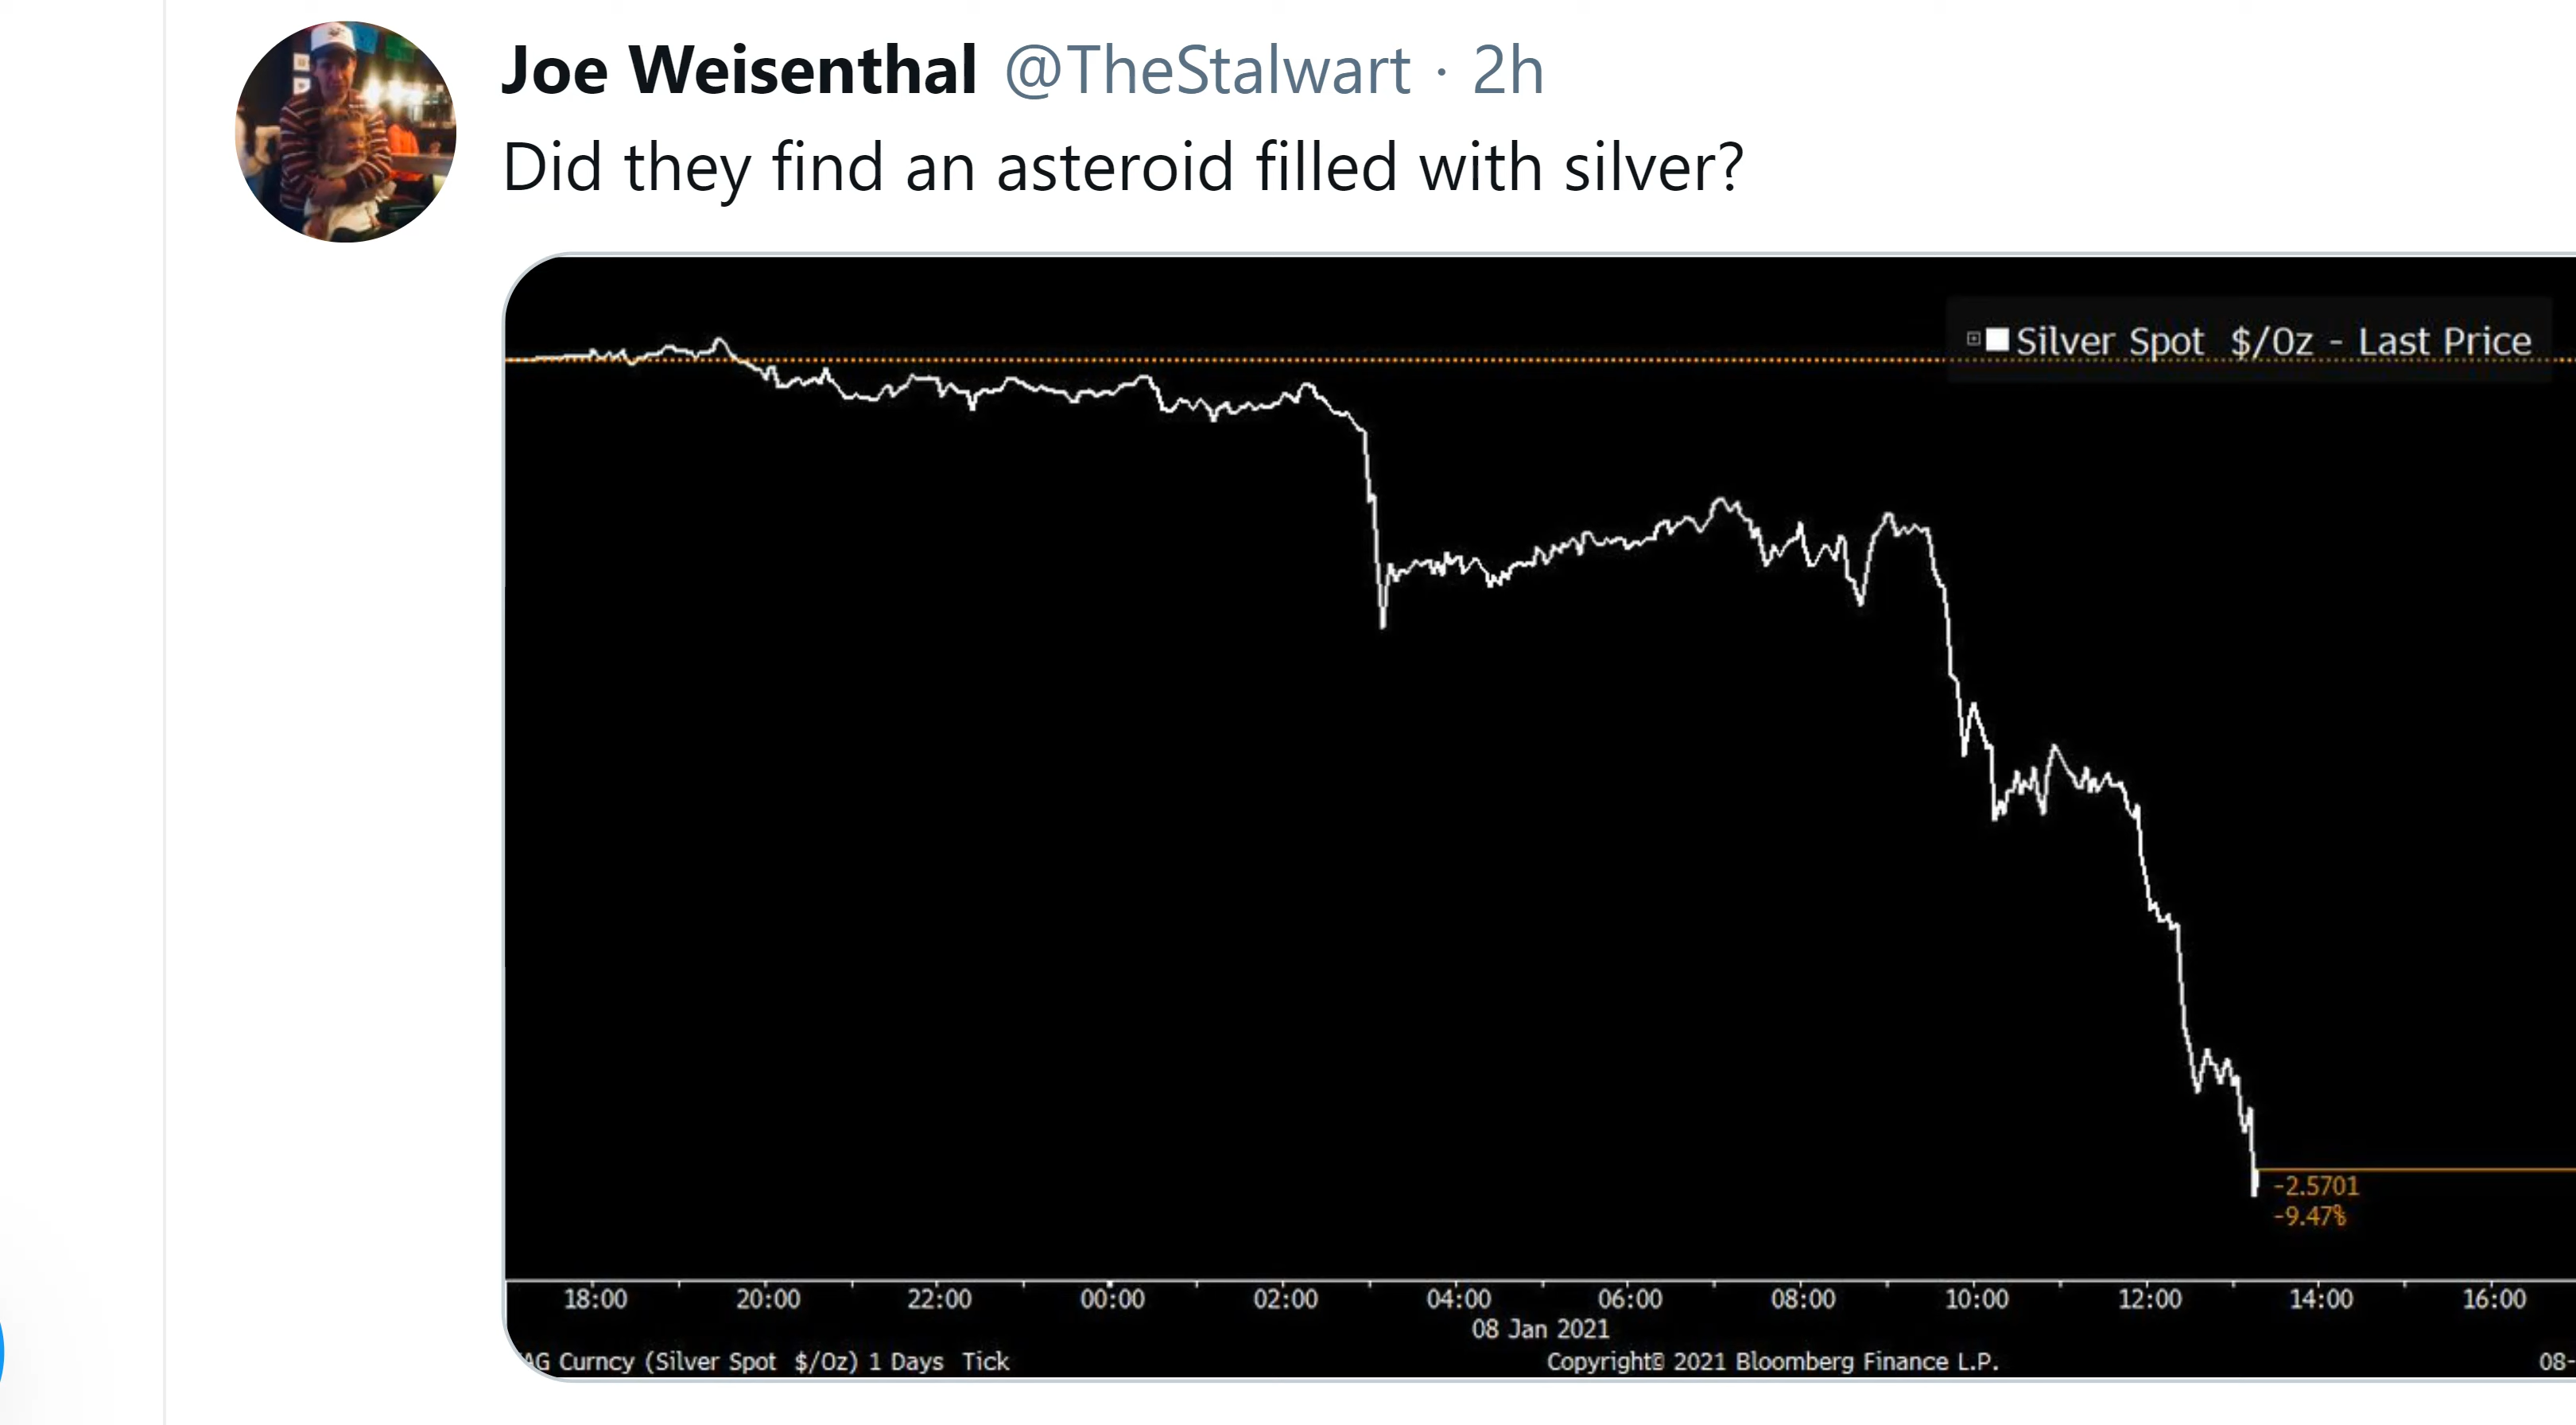 Joe Weisenthal @TheStalwart · 2h
Did they find an asteroid filled with silver?
Silver Spot $/Oz - Last Price
-2.5701
-9.47%
18:00 20:00 22:00 00:00 02:00 04:00 06:00 08:00 10:00 12:00 14:00 16:00
08 Jan 2021
AG Curncy (Silver Spot $/Oz) 1 Days Tick Copyright© 2021 Bloomberg Finance L.P. 08-